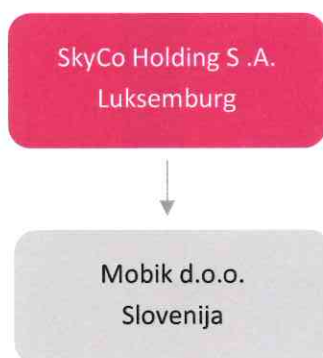 SkyCo Holding S .A.
Luksemburg
Mobik d.o.o.
Slovenija